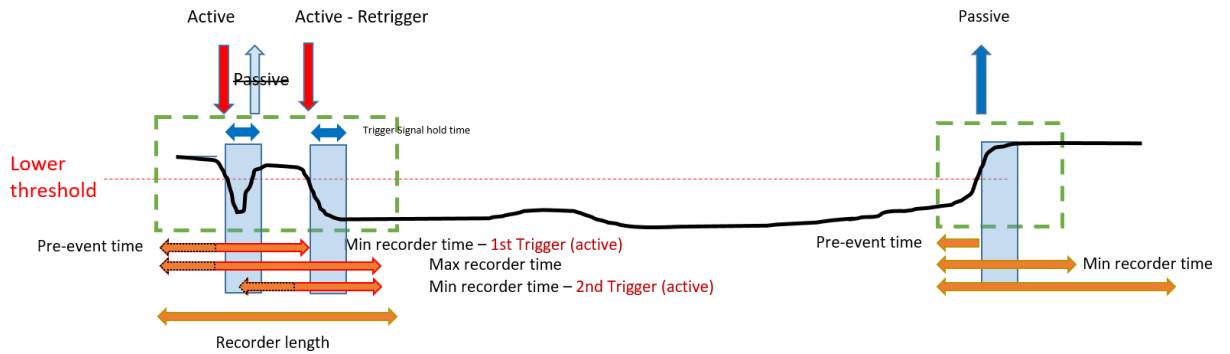 Active
Active - Retrigger
Passive
Passive
Trigger Signal hold time
Lower
threshold
Pre-event time
Min recorder time – 1st Trigger (active)
Max recorder time
Min recorder time – 2nd Trigger (active)
Recorder length
Pre-event time
Min recorder time